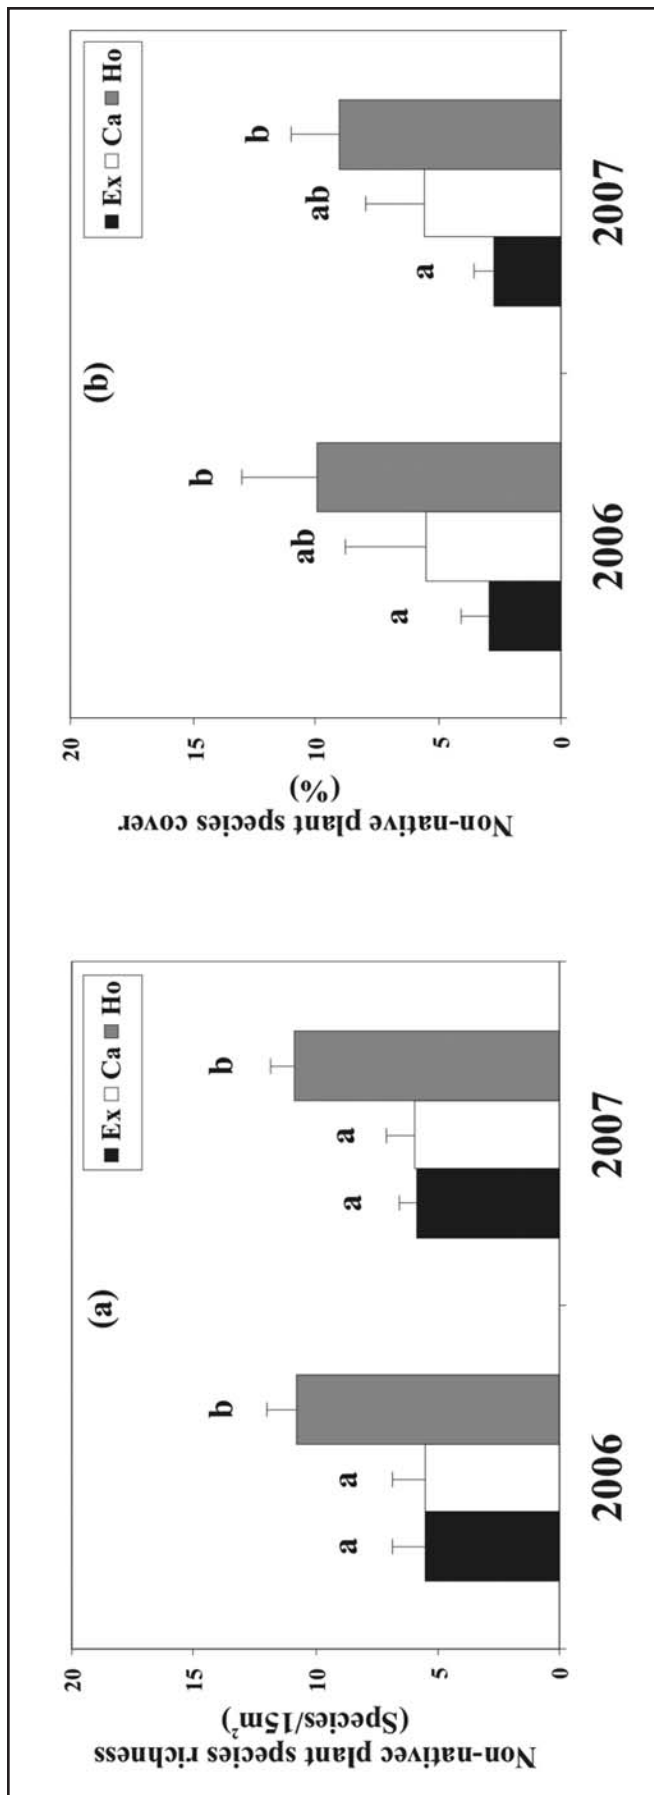 Non-nativec plant species richness
(Species/15m²)
20
15
10
5
0
(a)
Ex Ca Ho
a
a
b
a
a
b
2006
2007
Non-native plant species cover
(%)
20
15
10
5
0
(b)
Ex Ca Ho
a
ab
b
a
ab
b
2006
2007